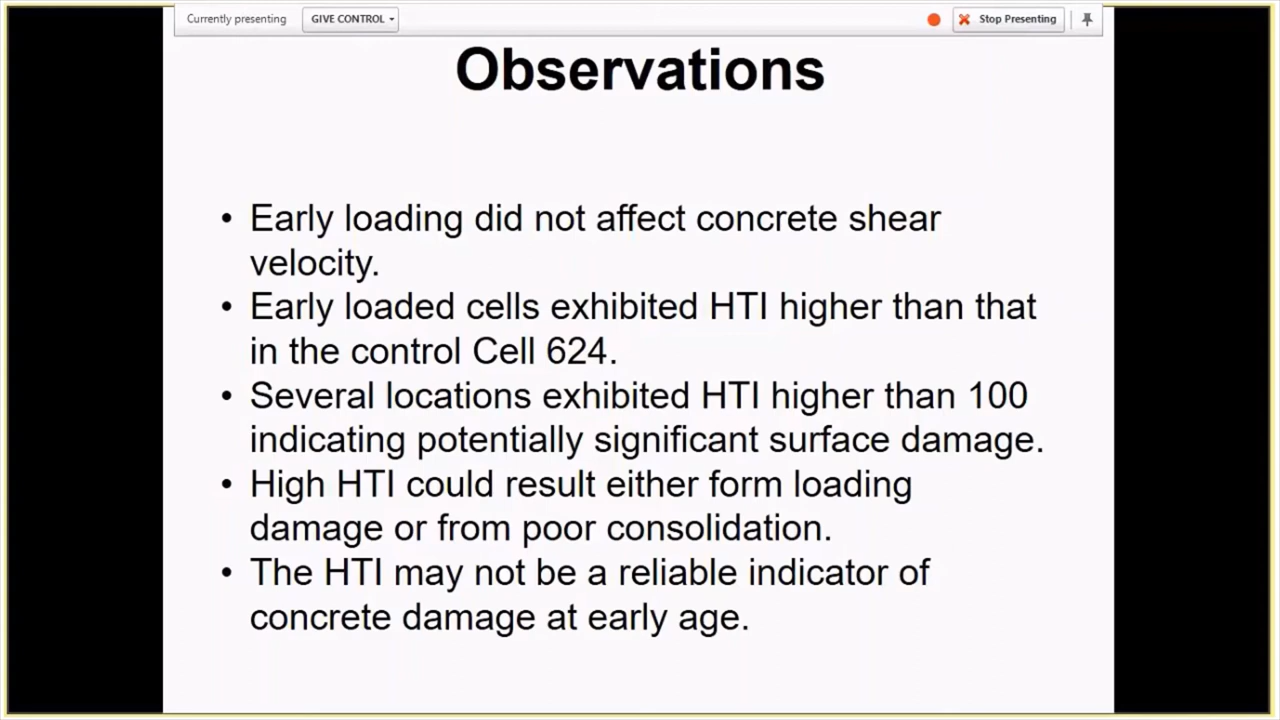 Currently presenting GIVE CONTROL Stop Presenting
Observations
• Early loading did not affect concrete shear
velocity.
• Early loaded cells exhibited HTI higher than that
in the control Cell 624.
• Several locations exhibited HTI higher than 100
indicating potentially significant surface damage.
• High HTI could result either form loading
damage or from poor consolidation.
• The HTI may not be a reliable indicator of
concrete damage at early age.